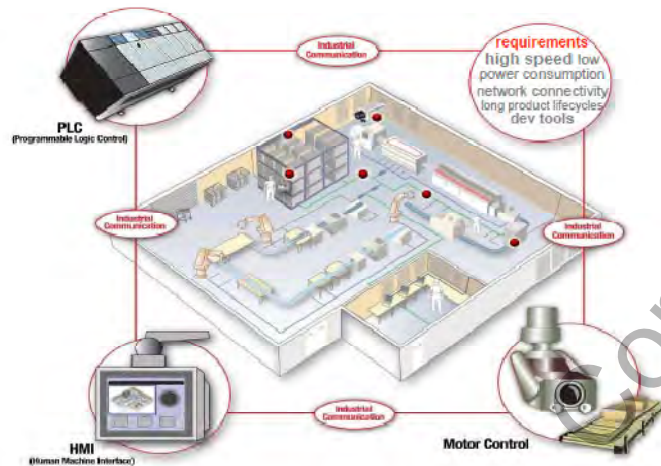 Industrial
Communication
requirements
high speed low
power consumption
network connectivity
long product lifecycles
dev tools
PLC
(Programmable Logic Control)
Industrial
Communication
Industrial
Communication
HMI
(Human Machine Interface)
Industrial
Communication
Motor Control
Co